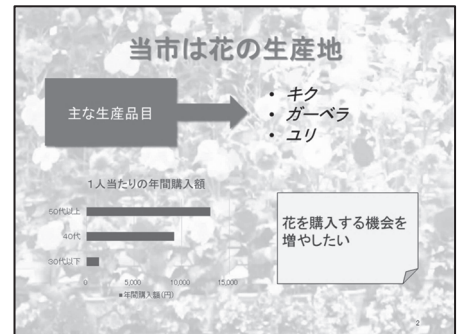 当市は花の生産地
主な生産品目
• キク
• ガーベラ
• ユリ
1人当たりの年間購入額
50代以上
40代
30代以下
0 5,000 10,000 15,000
■年間購入額(円)
花を購入する機会を
増やしたい
2